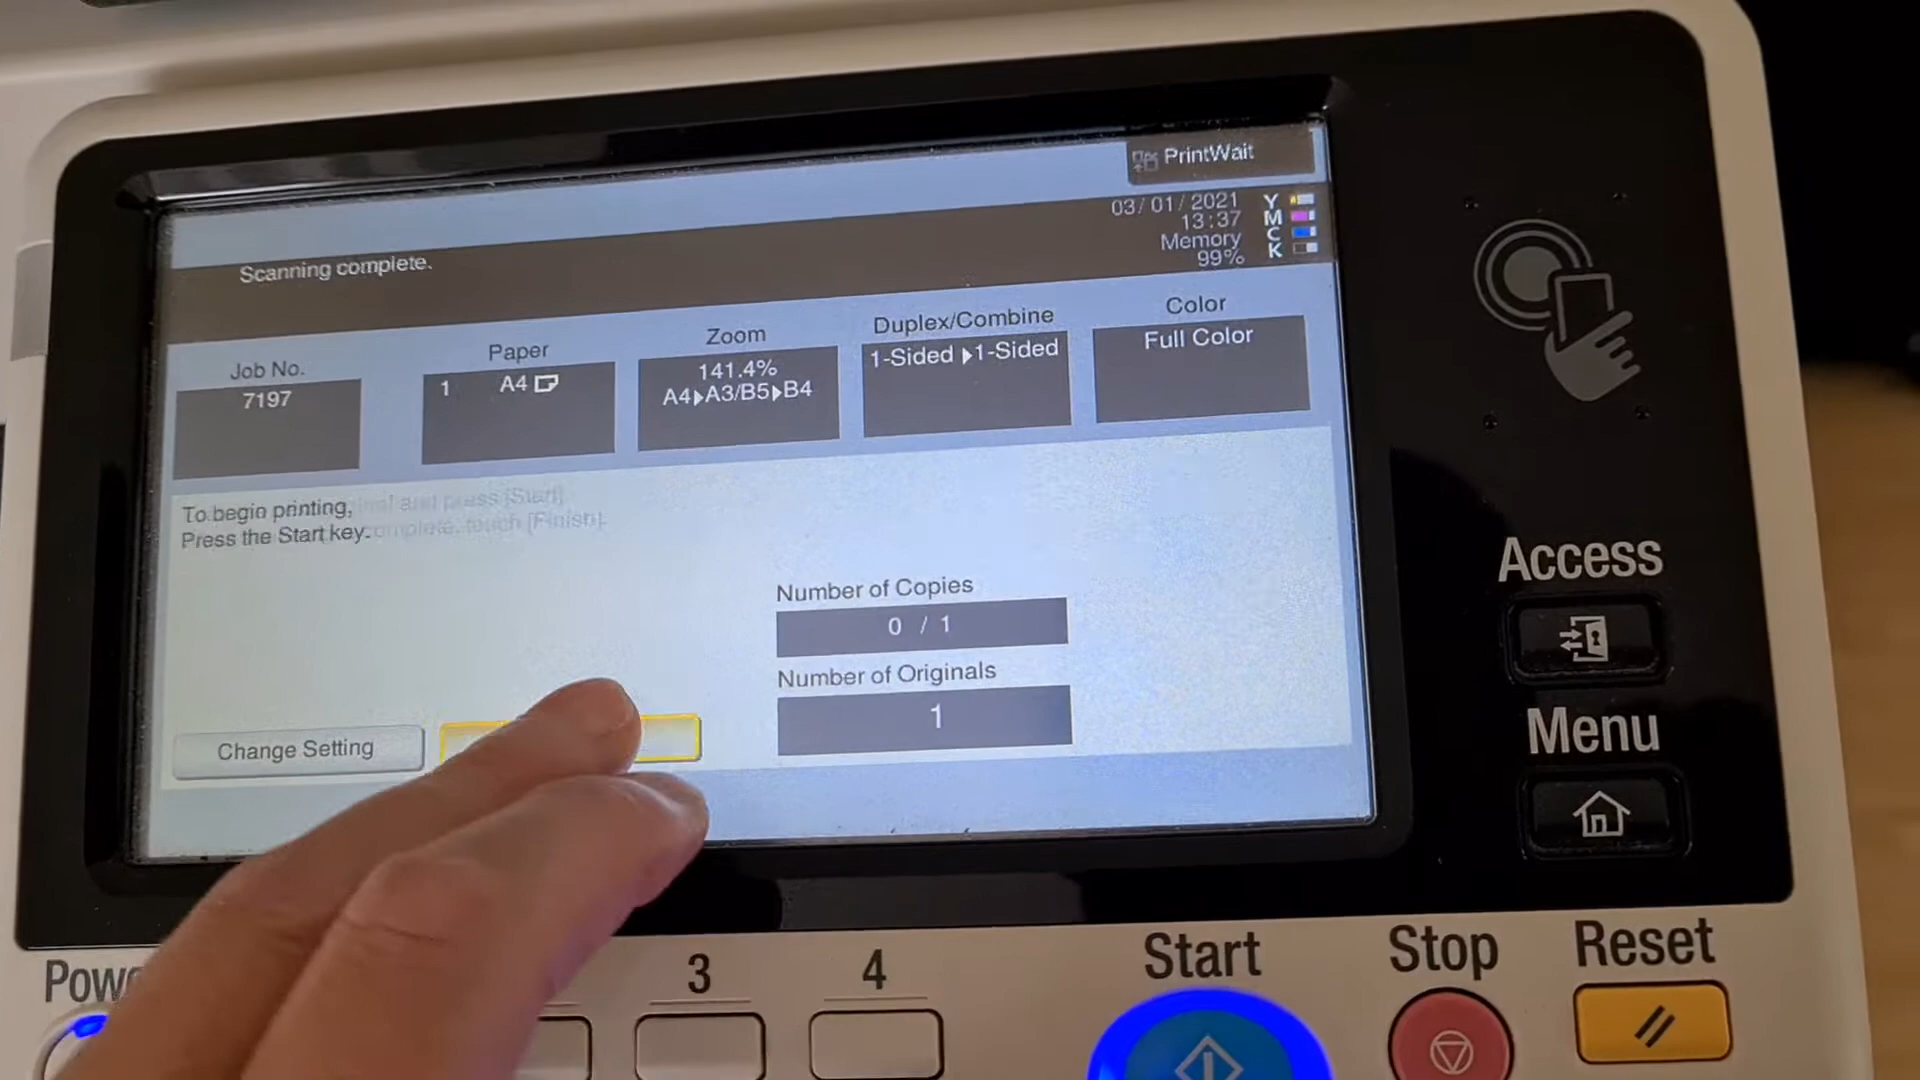 PrintWait
03/01/2021
13:37
Memory
99%
Y
M
C
K
Scanning complete.
Job No.
7197
Paper
1 A4
Zoom
141.4%
A4▶A3/B5▶B4
Duplex/Combine
1-Sided ▶1-Sided
Color
Full Color
To begin printing,
Press the Start key.
and press [Start]
complete, touch [Finish].
Number of Copies
0 / 1
Number of Originals
1
Change Setting
Access
Menu
3
4
Start
Stop
Reset